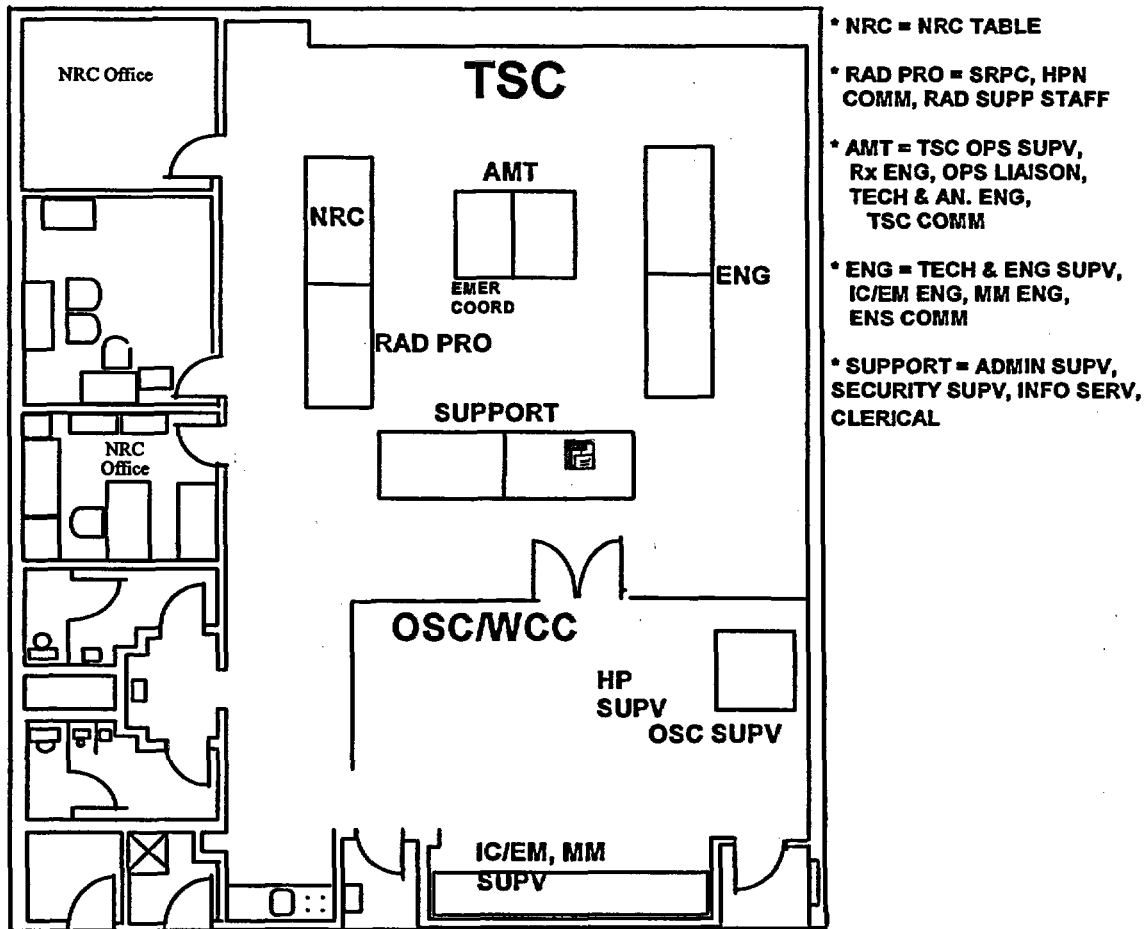 NRC Office
TSC
AMT
NRC
EMER
COORD
ENG
RAD PRO
SUPPORT
NRC
Office
OSC/WCC
HP
SUPV
OSC SUPV
IC/EM, MM
SUPV
* NRC = NRC TABLE
* RAD PRO = SRPC, HPN
COMM, RAD SUPP STAFF
* AMT = TSC OPS SUPV,
Rx ENG, OPS LIAISON,
TECH & AN. ENG,
TSC COMM
* ENG = TECH & ENG SUPV,
IC/EM ENG, MM ENG,
ENS COMM
* SUPPORT = ADMIN SUPV,
SECURITY SUPV, INFO SERV,
CLERICAL